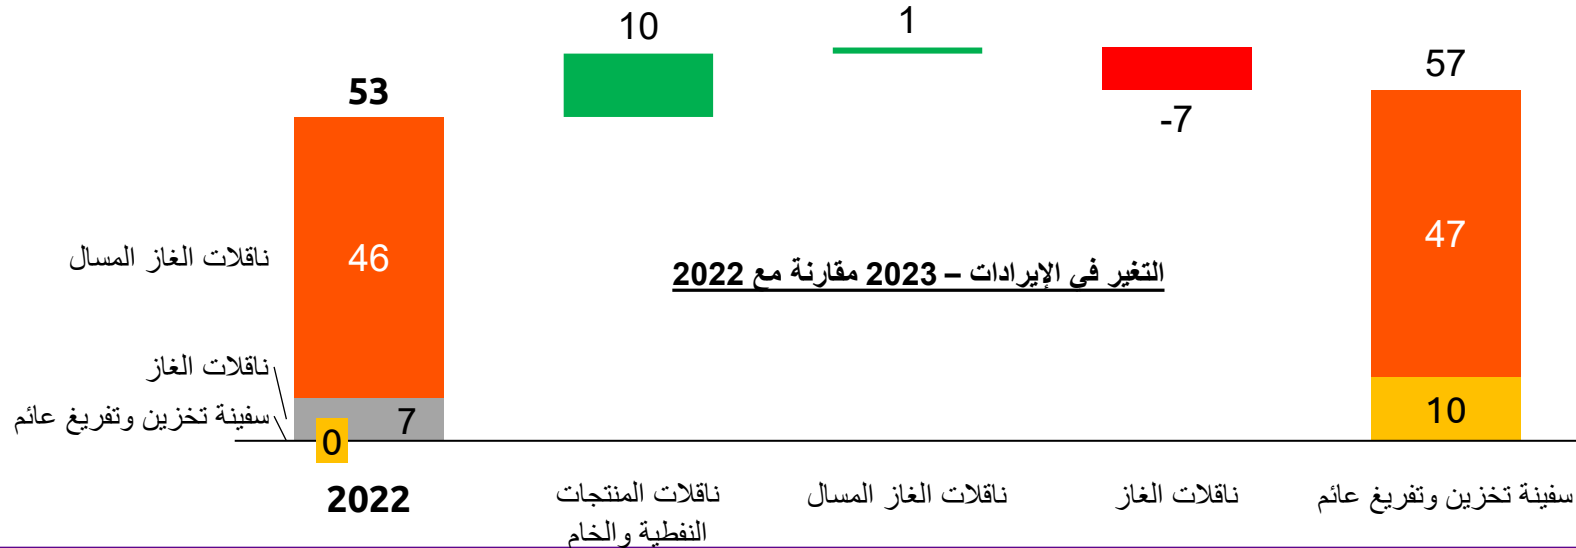 10
1
53
57
-7
46
47
ناقلات الغاز المسال
التغير في الإيرادات – 2023 مقارنة مع 2022
ناقلات الغاز
سفينة تخزين وتفريغ عائم
7
0
10
2022
ناقلات المنتجات
النفطية والخام
ناقلات الغاز المسال
ناقلات الغاز
سفينة تخزين وتفريغ عائم